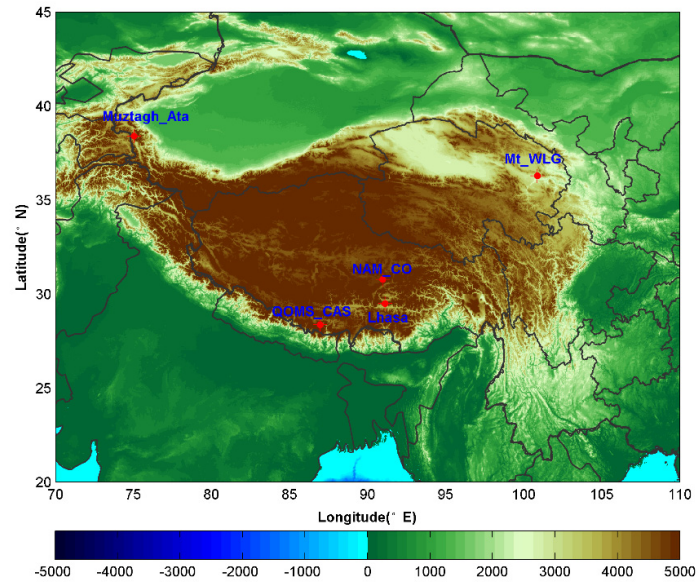 45
40
35
30
25
20
Latitude(° N)
Muztagh_Ata
Mt_WLG
NAM_CO
QOMS_CAS
Lhasa
70 75 80 85 90 95 100 105 110
Longitude(° E)
-5000 -4000 -3000 -2000 -1000 0 1000 2000 3000 4000 5000